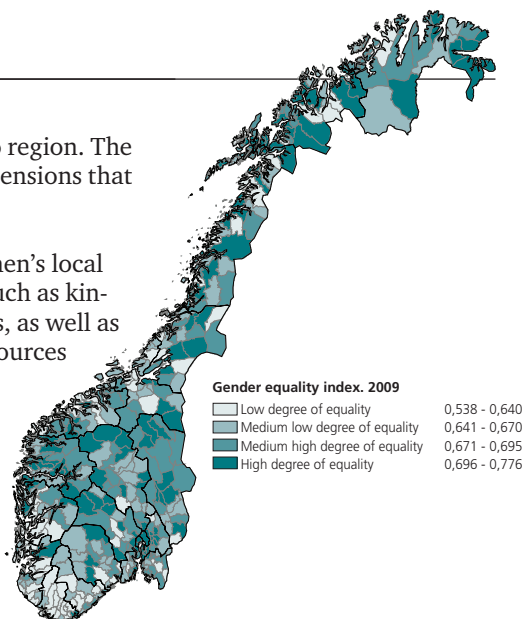 region. The
ensions that
en's local
uch as kin-
s, as well as
ources
Gender equality index. 2009
Low degree of equality 0,538 - 0,640
Medium low degree of equality 0,641 - 0,670
Medium high degree of equality 0,671 - 0,695
High degree of equality 0,696 - 0,776